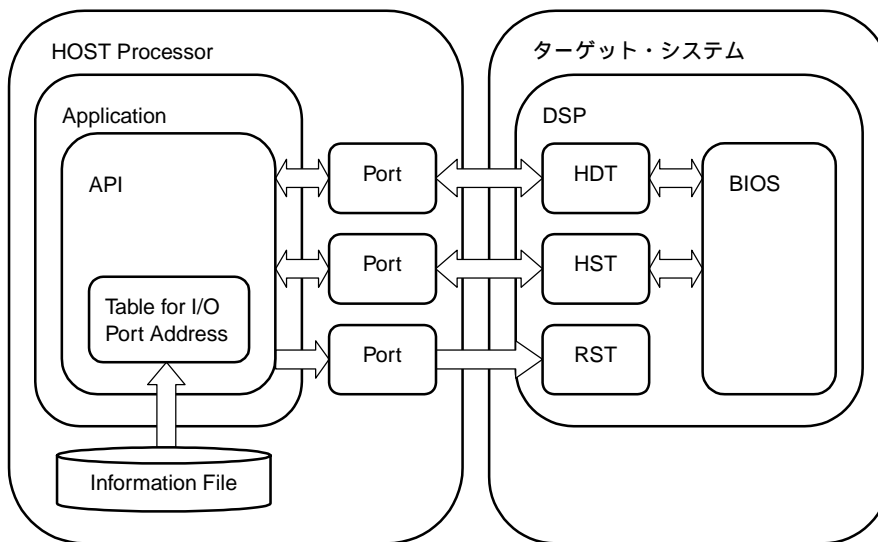 HOST Processor
ターゲット・システム
Application
DSP
API
Port
HDT
BIOS
Port
HST
Table for I/O
Port Address
Port
RST
Information File